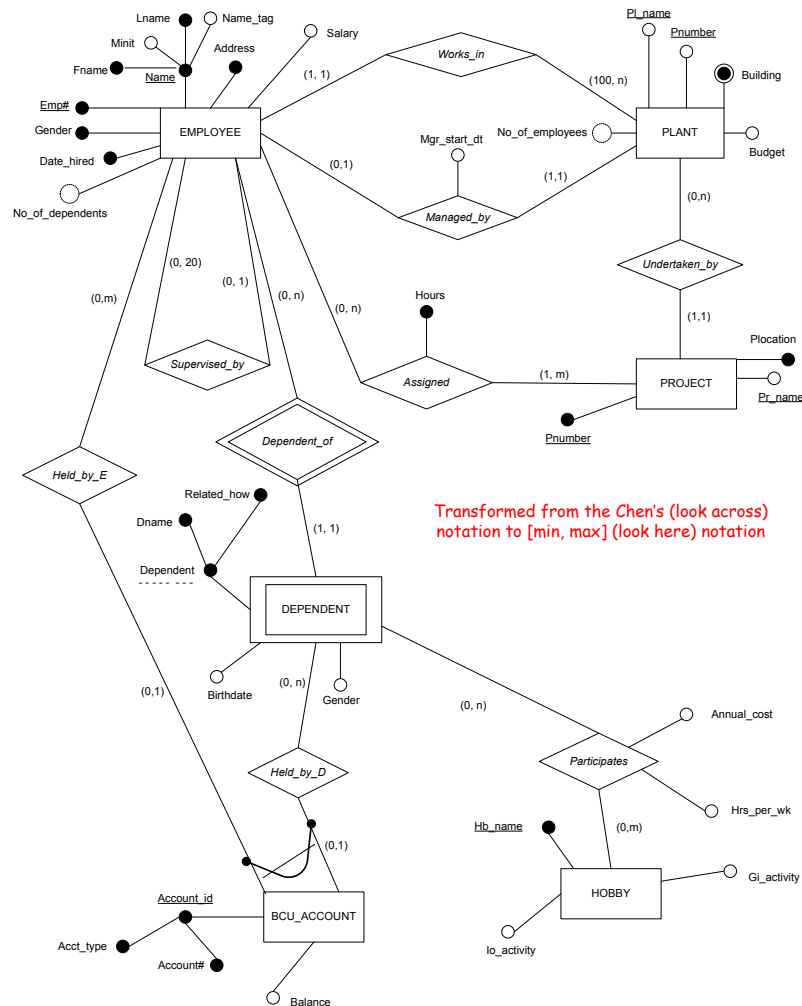 Pl_name
Lname
Name_tag
Pnumber
Minit
Salary
Address
Works_in
Fname
Name
(1, 1)
Building
(100, n)
Emp#
Gender
EMPLOYEE
No_of_employees
PLANT
Mgr_start_dt
Date_hired
(0,1)
(1,1)
Budget
No_of_dependents
Managed_by
(0,n)
(0, 20)
(0, 1)
(0, n)
(0, n)
Undertaken_by
(0,m)
Hours
(1,1)
Plocation
Supervised_by
Assigned
(1, m)
PROJECT
Pr_name
Pnumber
Dependent_of
Held_by_E
Related_how
Transformed from the Chen's (look across)
notation to [min, max] (look here) notation
Dname
(1, 1)
Dependent
DEPENDENT
(0,1)
Birthdate
(0, n)
Gender
(0, n)
Annual_cost
Participates
Held_by_D
Hb_name
(0,m)
Hrs_per_wk
(0,1)
Gi_activity
HOBBY
Account_id
BCU_ACCOUNT
Io_activity
Acct_type
Account#
Balance